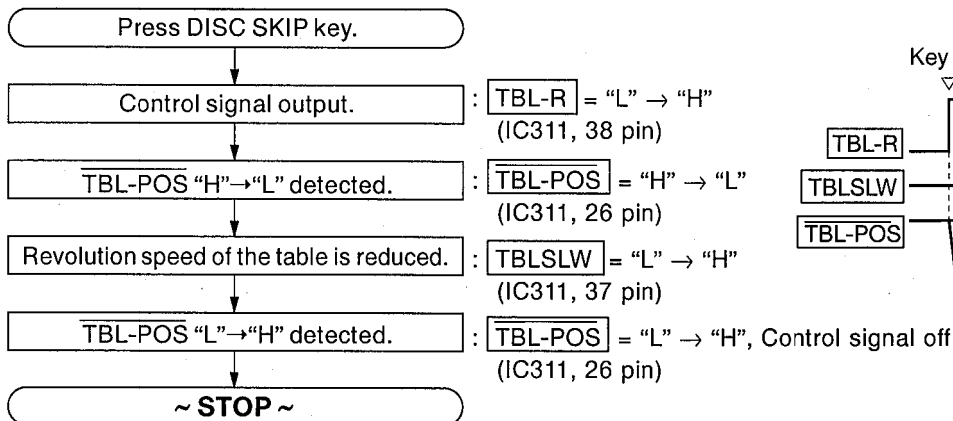 Press DISC SKIP key.
Control signal output. : TBL-R = “L” → “H”
(IC311, 38 pin)
TBL-POS “H”→“L” detected. : TBL-POS = “H” → “L”
(IC311, 26 pin)
Revolution speed of the table is reduced. : TBLSLW = “L” → “H”
(IC311, 37 pin)
TBL-POS “L”→“H” detected. : TBL-POS = “L” → “H”, Control signal off
(IC311, 26 pin)
~ STOP ~
Key
TBL-R
TBLSLW
TBL-POS